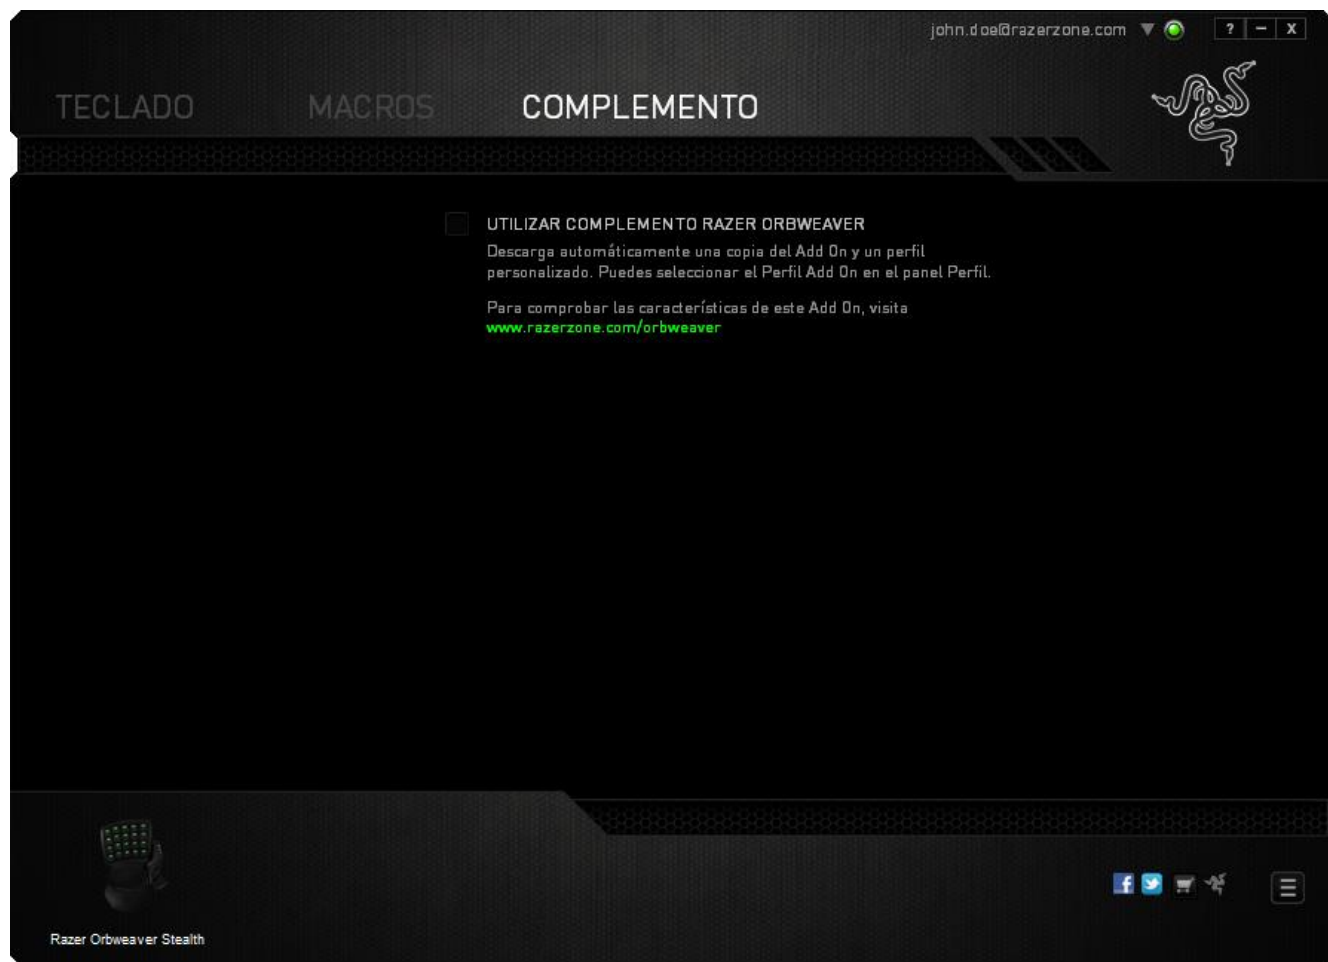 john.doe@razerzone.com
? – X
TECLADO MACROS COMPLEMENTO
UTILIZAR COMPLEMENTO RAZER ORBWEAVER
Descarga automáticamente una copia del Add On y un perfil
personalizado. Puedes seleccionar el Perfil Add On en el panel Perfil.
Para comprobar las características de este Add On, visita
www.razerzone.com/orbweaver
Razer Orbweaver Stealth